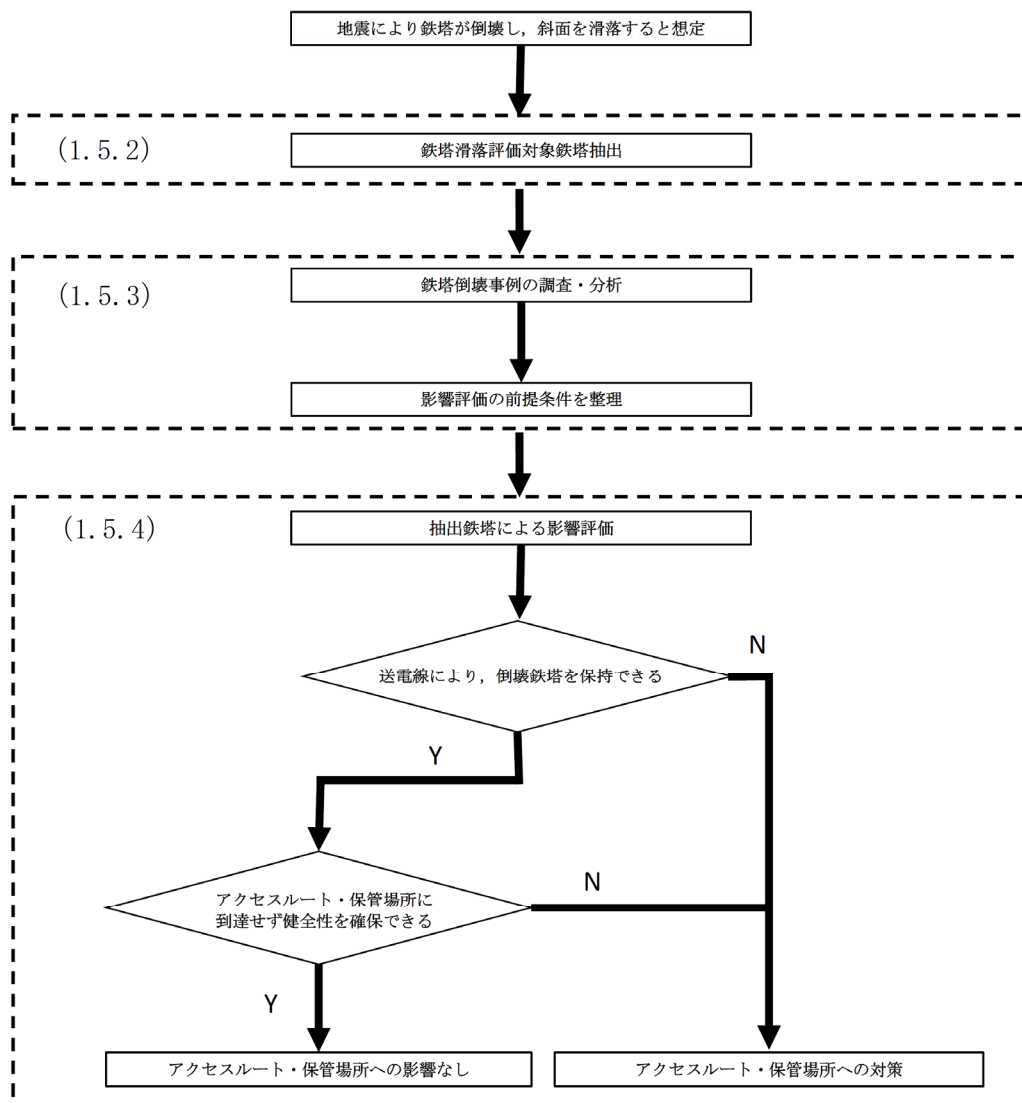 地震により鉄塔が倒壊し，斜面を滑落すると想定
(1.5.2)
鉄塔滑落評価対象鉄塔抽出
(1.5.3)
鉄塔倒壊事例の調査・分析
影響評価の前提条件を整理
(1.5.4)
抽出鉄塔による影響評価
送電線により，倒壊鉄塔を保持できる
N
Y
アクセスルート・保管場所に
到達せず健全性を確保できる
N
Y
アクセスルート・保管場所への影響なし
アクセスルート・保管場所への対策